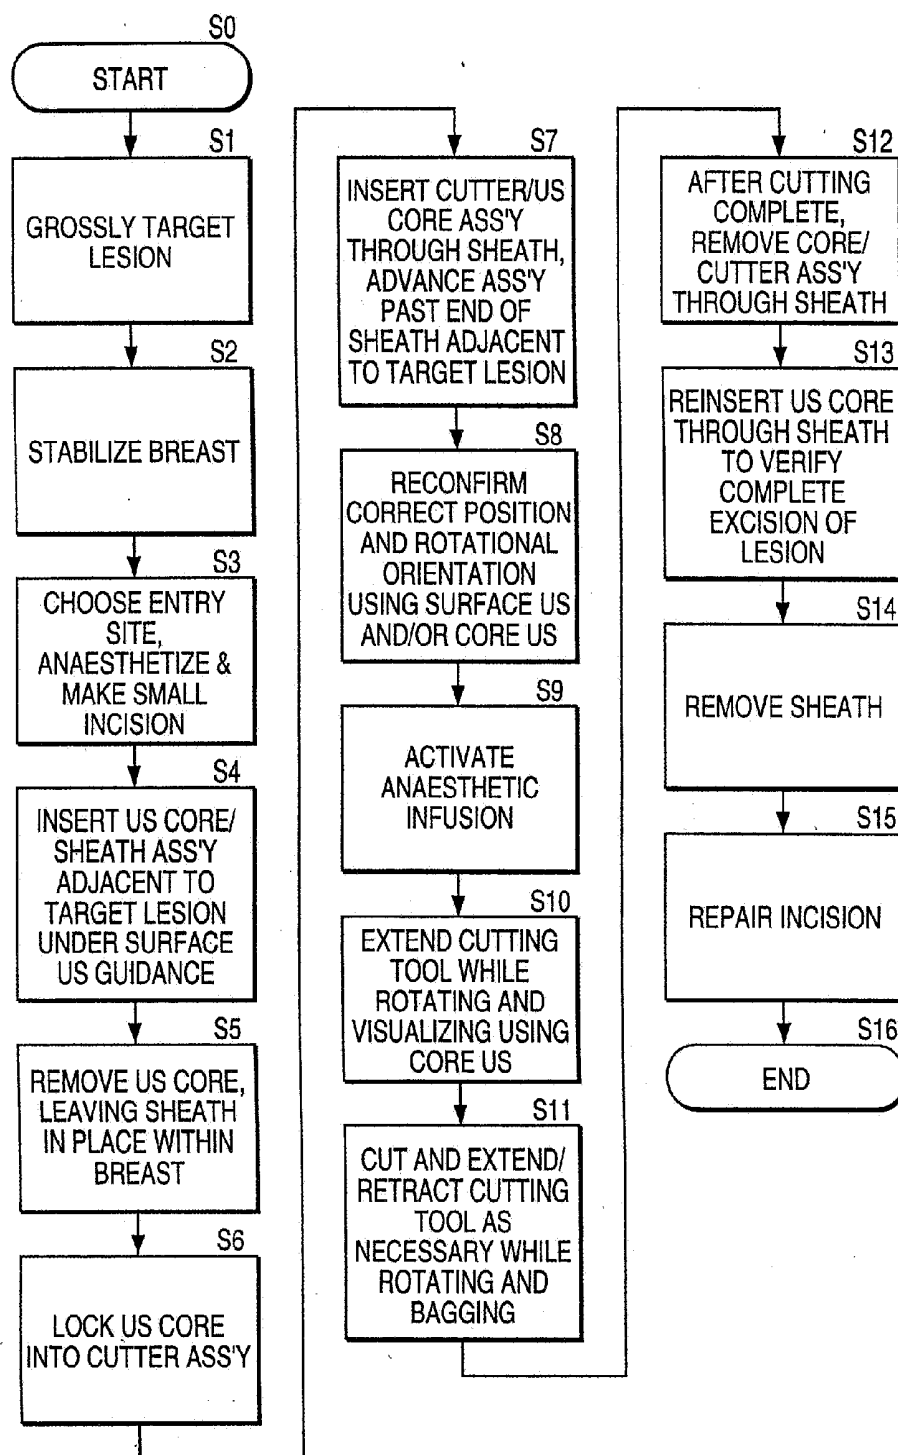 S0
START
S1
GROSSLY TARGET
LESION
S2
STABILIZE BREAST
S3
CHOOSE ENTRY
SITE,
ANAESTHETIZE &
MAKE SMALL
INCISION
S4
INSERT US CORE/
SHEATH ASS'Y
ADJACENT TO
TARGET LESION
UNDER SURFACE
US GUIDANCE
S5
REMOVE US CORE,
LEAVING SHEATH
IN PLACE WITHIN
BREAST
S6
LOCK US CORE
INTO CUTTER ASS'Y
S7
INSERT CUTTER/US
CORE ASS'Y
THROUGH SHEATH,
ADVANCE ASS'Y
PAST END OF
SHEATH ADJACENT
TO TARGET LESION
S8
RECONFIRM
CORRECT POSITION
AND ROTATIONAL
ORIENTATION
USING SURFACE US
AND/OR CORE US
S9
ACTIVATE
ANAESTHETIC
INFUSION
S10
EXTEND CUTTING
TOOL WHILE
ROTATING AND
VISUALIZING USING
CORE US
S11
CUT AND EXTEND/
RETRACT CUTTING
TOOL AS
NECESSARY WHILE
ROTATING AND
BAGGING
S12
AFTER CUTTING
COMPLETE,
REMOVE CORE/
CUTTER ASS'Y
THROUGH SHEATH
S13
REINSERT US CORE
THROUGH SHEATH
TO VERIFY
COMPLETE
EXCISION OF
LESION
S14
REMOVE SHEATH
S15
REPAIR INCISION
S16
END